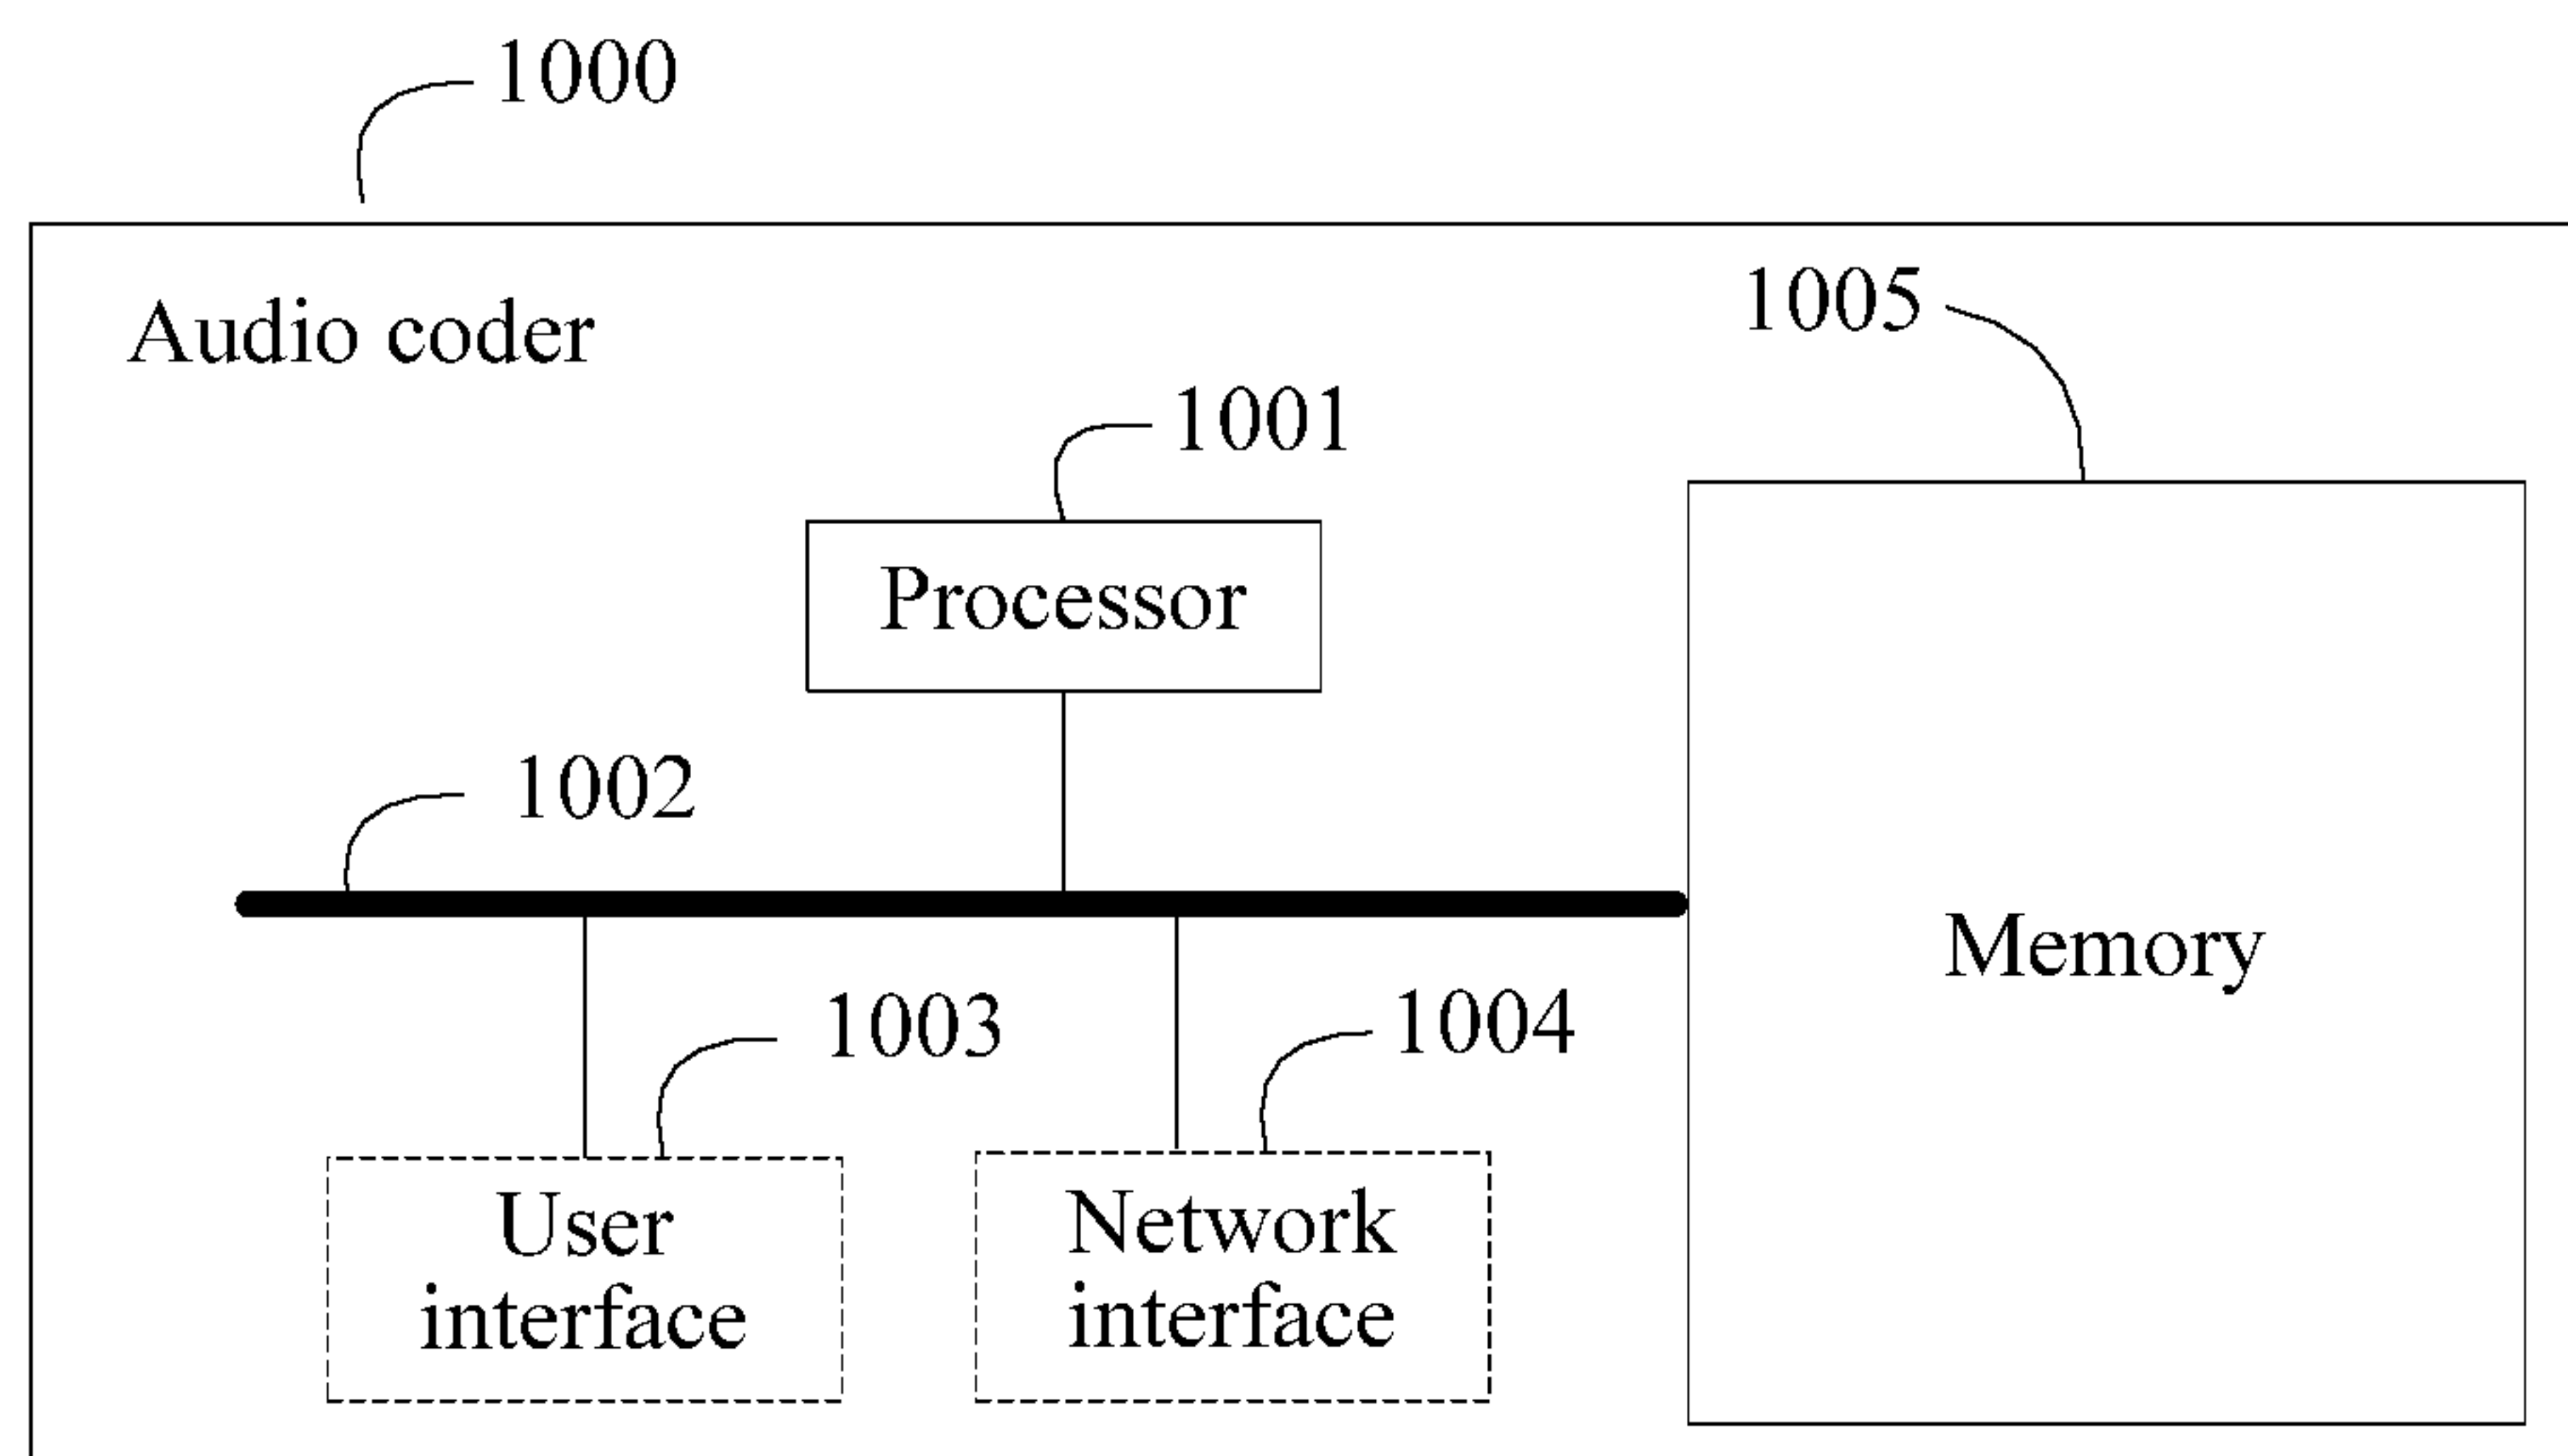 1000
Audio coder
1005
1001
Processor
1002
Memory
1003
1004
User
interface
Network
interface